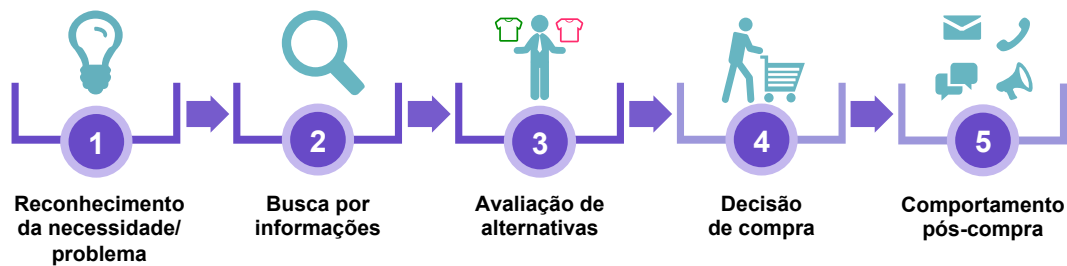 1
Reconhecimento
da necessidade/
problema
2
Busca por
informações
3
Avaliação de
alternativas
4
Decisão
de compra
5
Comportamento
pós-compra